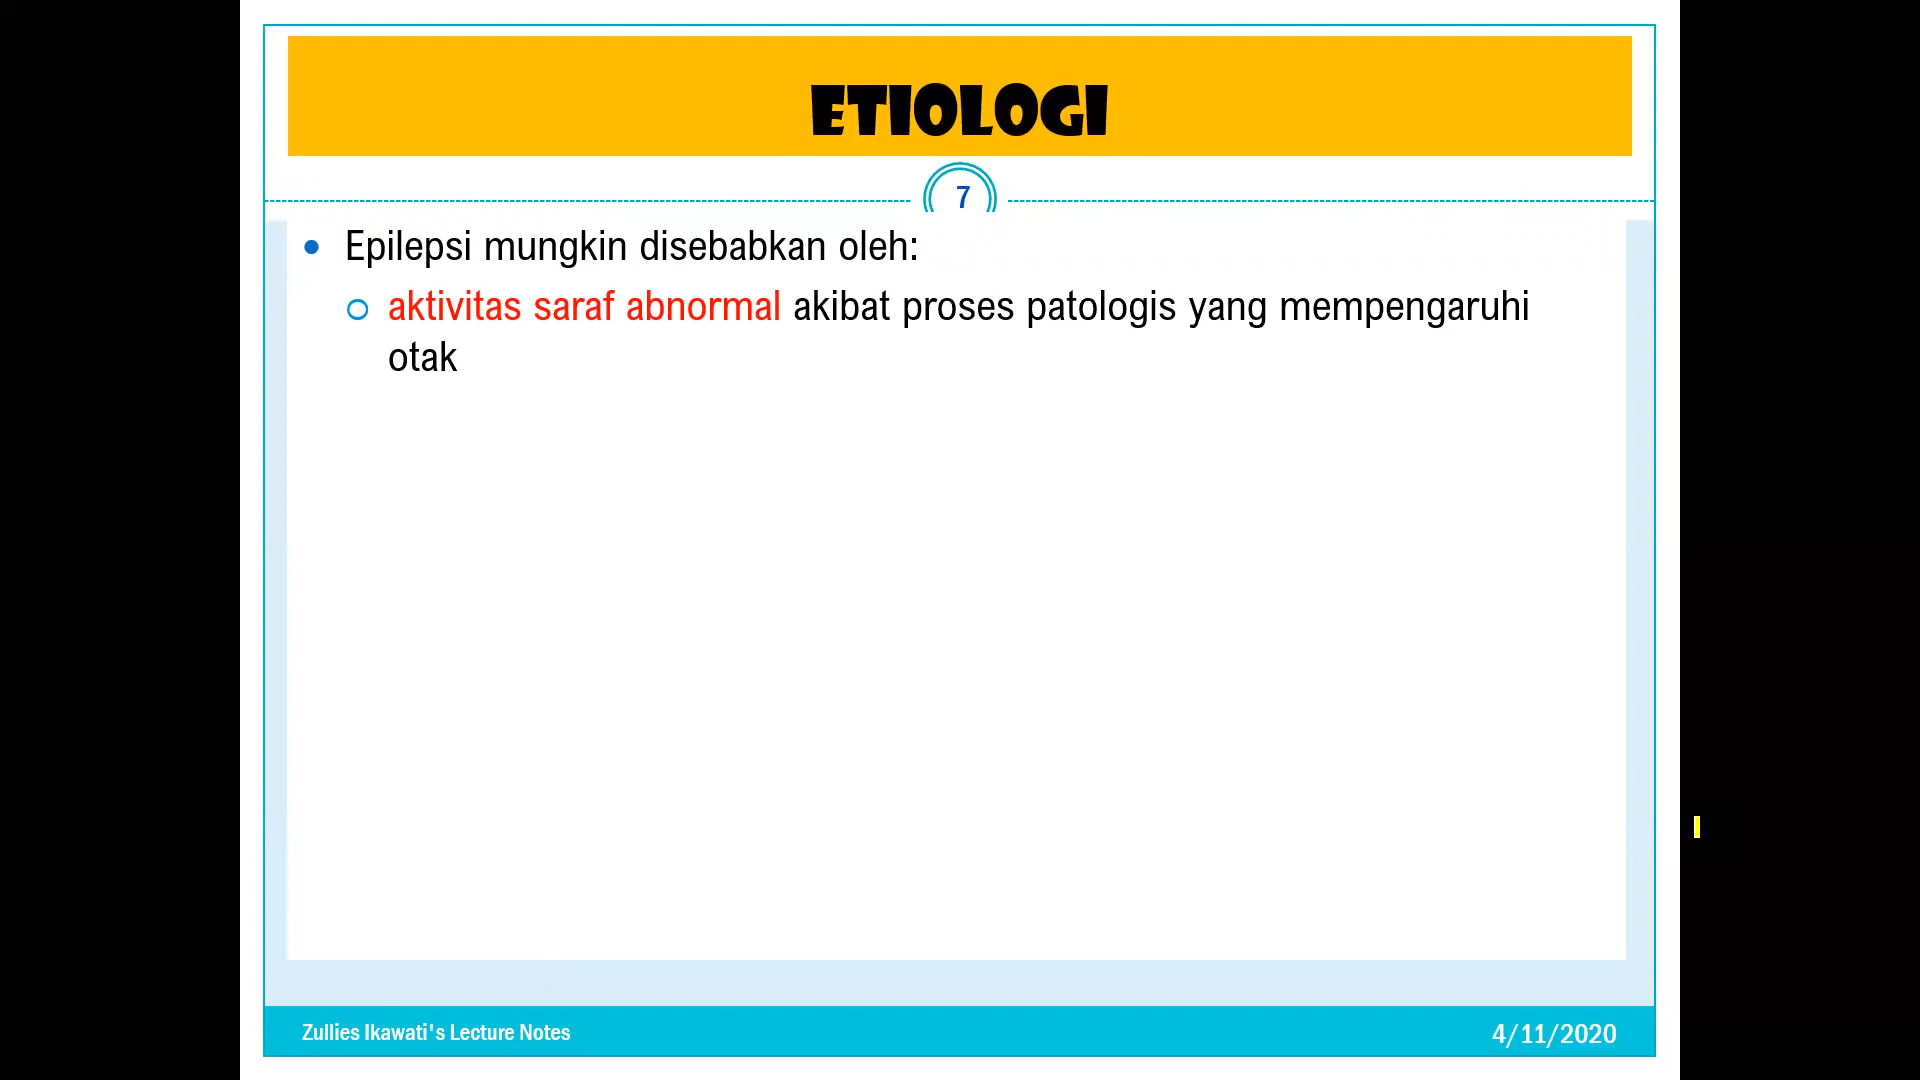 ETIOLOGI
7
Epilepsi mungkin disebabkan oleh:
aktivitas saraf abnormal akibat proses patologis yang mempengaruhi
otak
Zullies Ikawati's Lecture Notes
4/11/2020